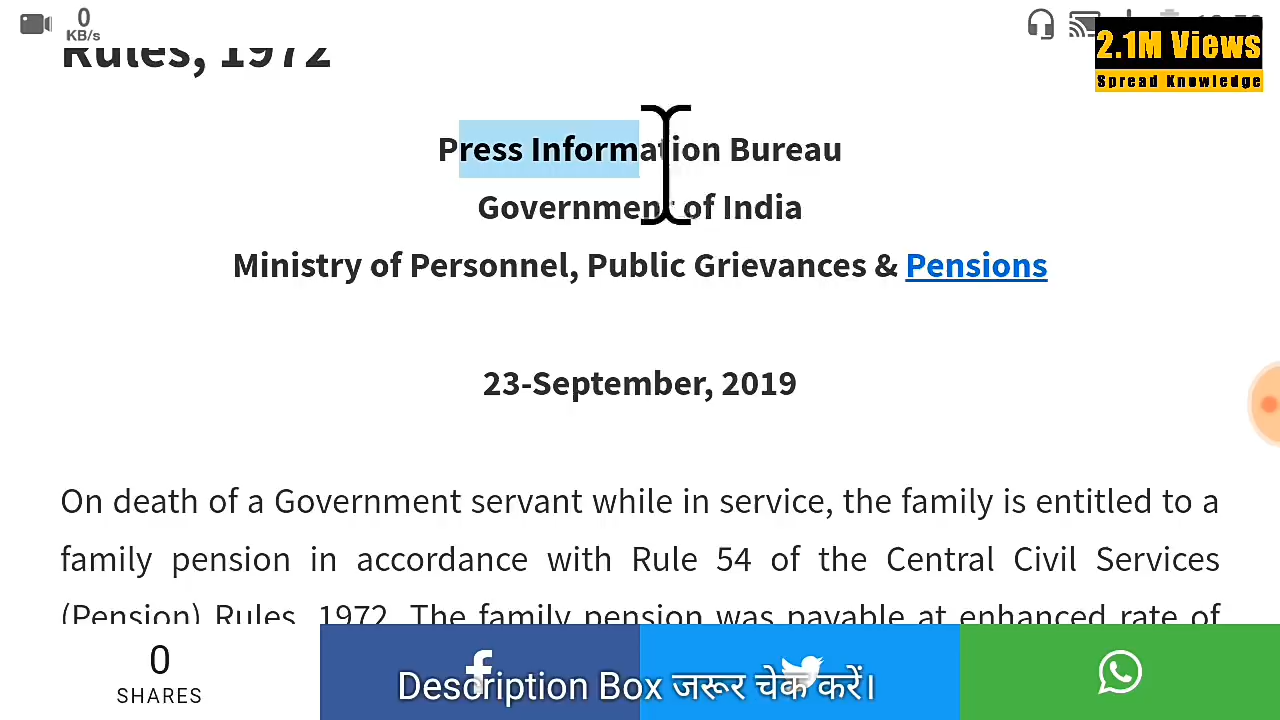 0
KB/s
2.1M Views
Spread Knowledge
Rules, 1972
Press Information Bureau
Government of India
Ministry of Personnel, Public Grievances & Pensions
23-September, 2019
On death of a Government servant while in service, the family is entitled to a
family pension in accordance with Rule 54 of the Central Civil Services
(Pension) Rules, 1972. The family pension was payable at enhanced rate of
0
SHARES
Description Box जरूर चेक करें।